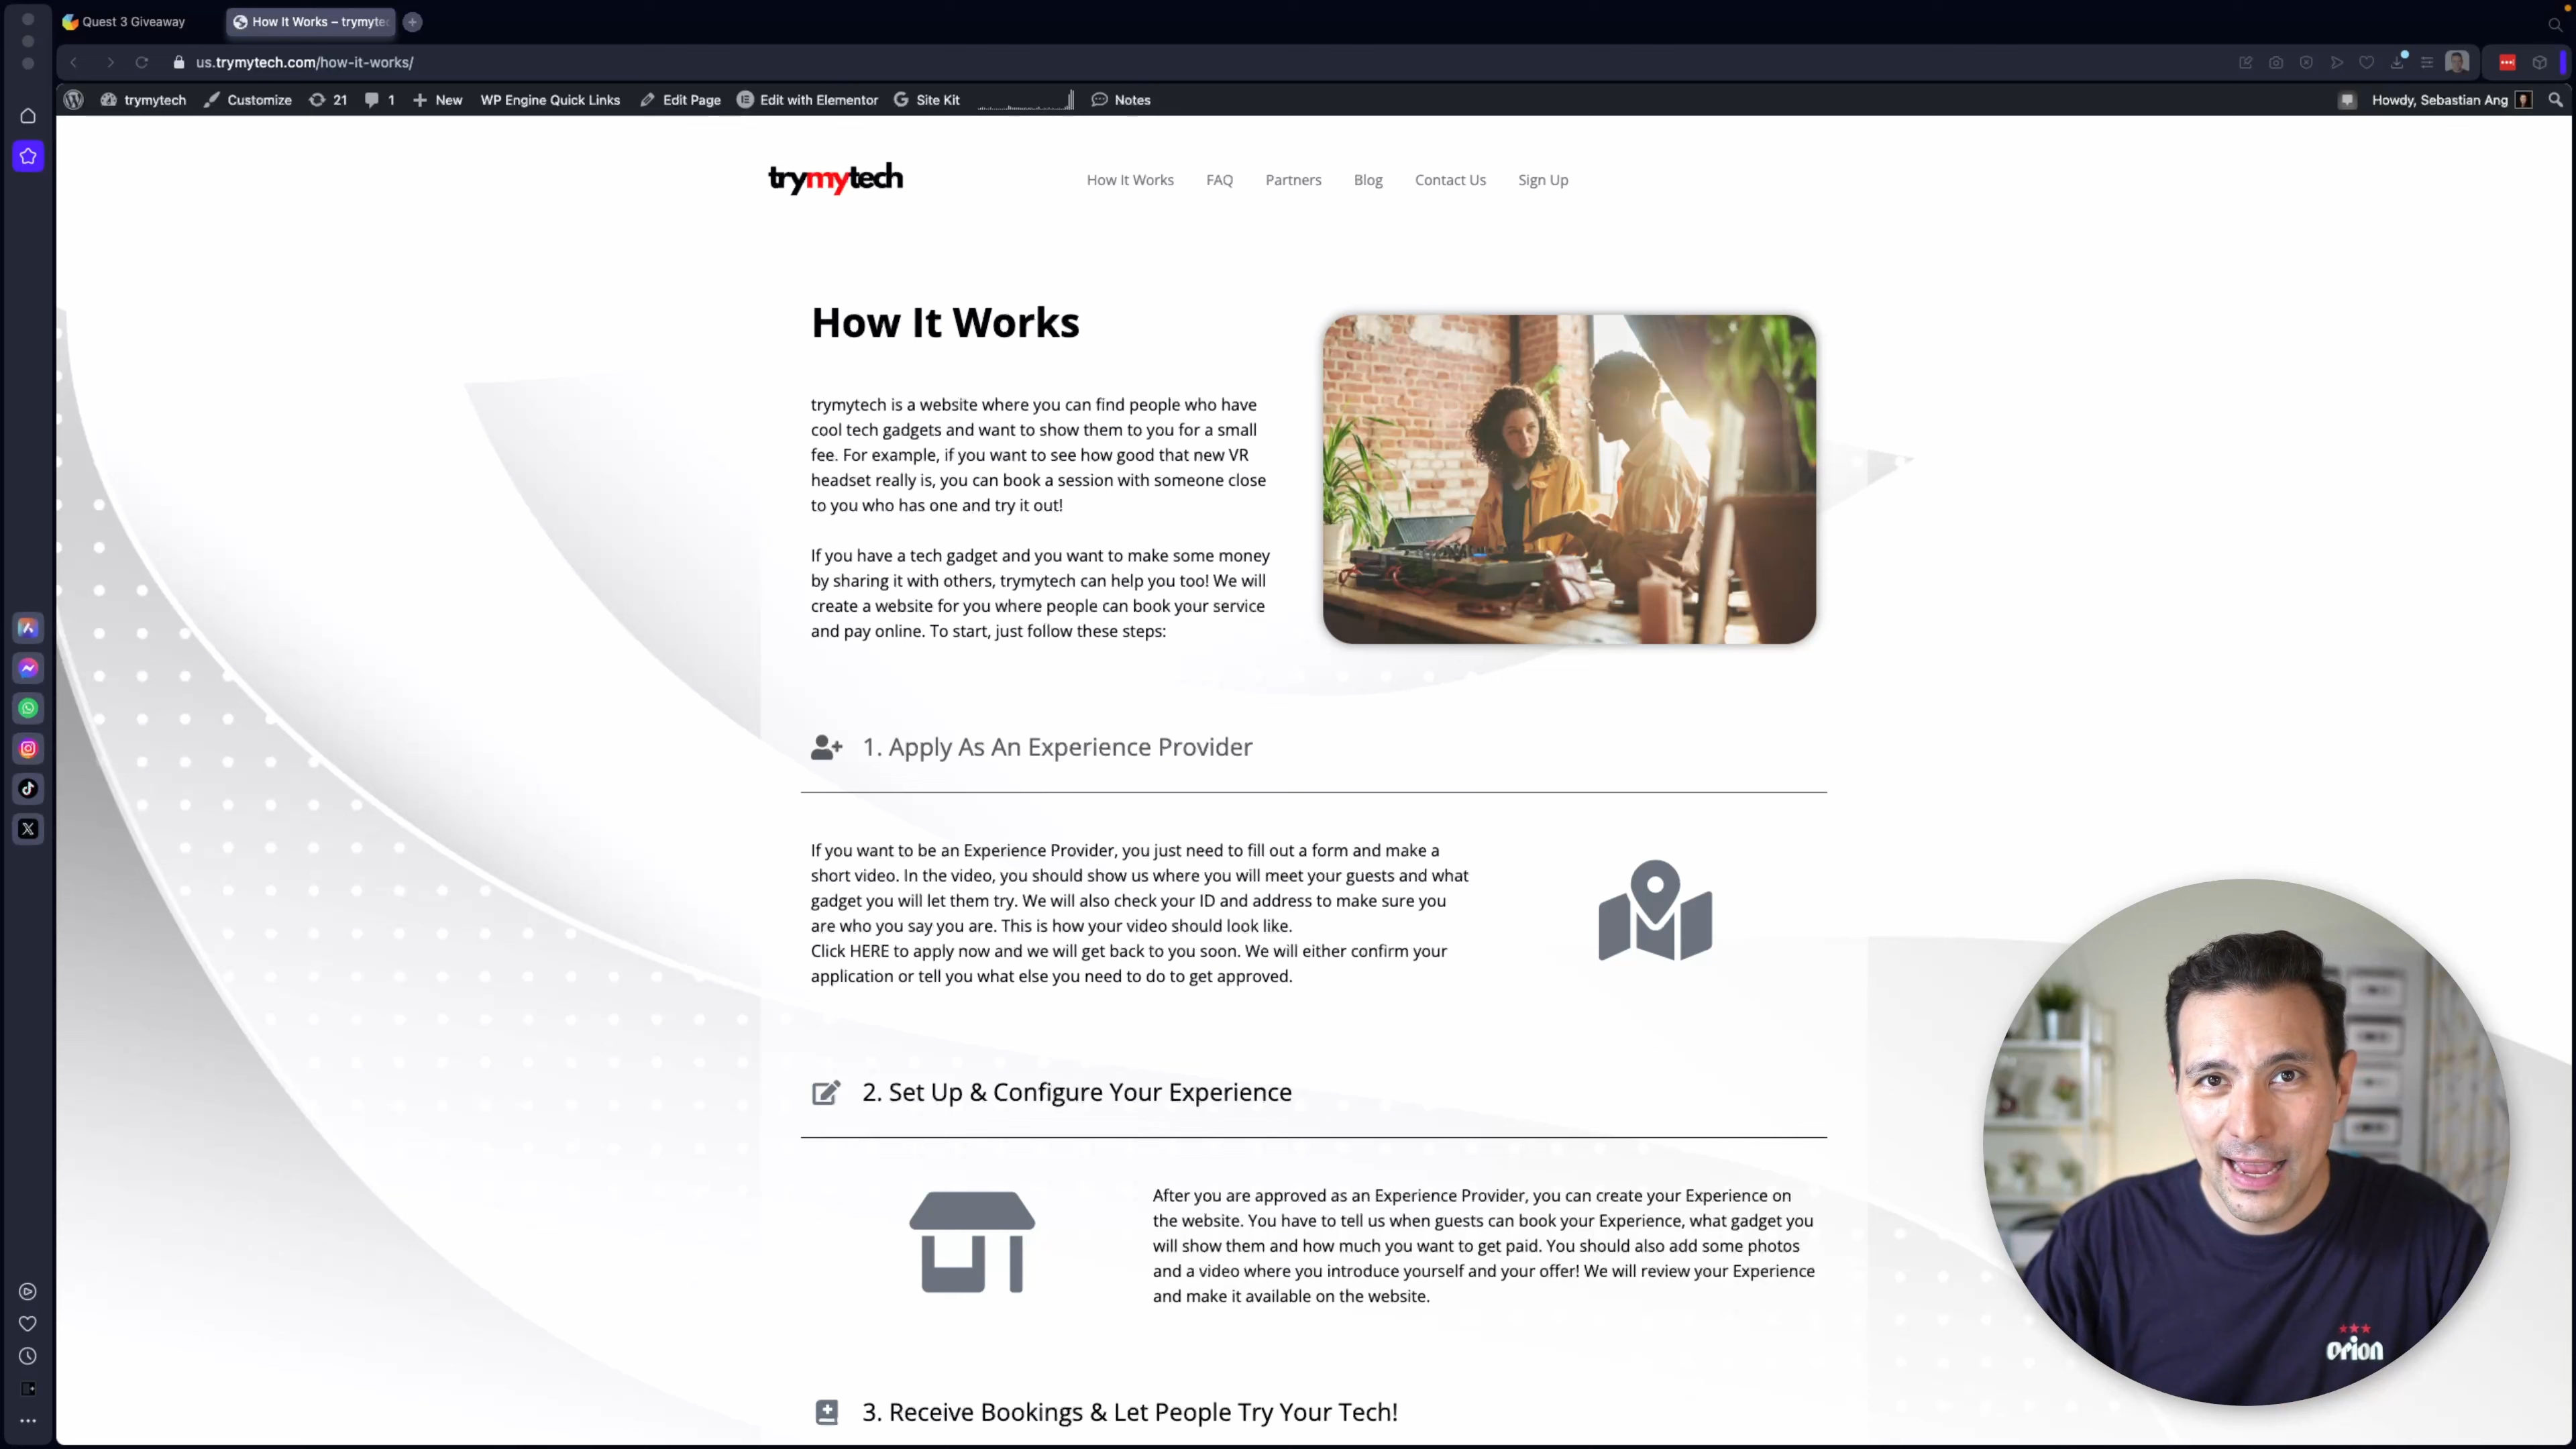 Quest 3 Giveaway
How It Works – trymytec
us.trymytech.com/how-it-works/
trymytech
Customize
21
1
New
WP Engine Quick Links
Edit Page
Edit with Elementor
Site Kit
Notes
Howdy, Sebastian Ang
trymytech
How It Works
FAQ
Partners
Blog
Contact Us
Sign Up
How It Works
trymytech is a website where you can find people who have
cool tech gadgets and want to show them to you for a small
fee. For example, if you want to see how good that new VR
headset really is, you can book a session with someone close
to you who has one and try it out!
If you have a tech gadget and you want to make some money
by sharing it with others, trymytech can help you too! We will
create a website for you where people can book your service
and pay online. To start, just follow these steps:
1. Apply As An Experience Provider
If you want to be an Experience Provider, you just need to fill out a form and make a
short video. In the video, you should show us where you will meet your guests and what
gadget you will let them try. We will also check your ID and address to make sure you
are who you say you are. This is how your video should look like.
Click HERE to apply now and we will get back to you soon. We will either confirm your
application or tell you what else you need to do to get approved.
2. Set Up & Configure Your Experience
After you are approved as an Experience Provider, you can create your Experience on
the website. You have to tell us when guests can book your Experience, what gadget you
will show them and how much you want to get paid. You should also add some photos
and a video where you introduce yourself and your offer! We will review your Experience
and make it available on the website.
orion
3. Receive Bookings & Let People Try Your Tech!